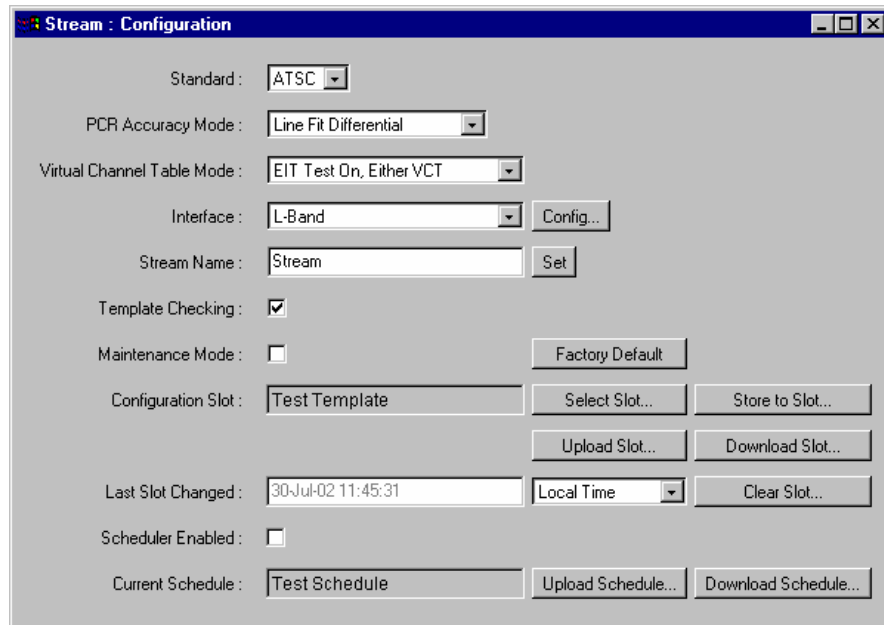 Stream : Configuration
Standard : ATSC
PCR Accuracy Mode : Line Fit Differential
Virtual Channel Table Mode : EIT Test On, Either VCT
Interface : L-Band Config...
Stream Name : Stream Set
Template Checking :
Maintenance Mode : Factory Default
Configuration Slot : Test Template Select Slot... Store to Slot...
Upload Slot... Download Slot...
Last Slot Changed : 30-Jul-02 11:45:31 Local Time Clear Slot...
Scheduler Enabled :
Current Schedule : Test Schedule Upload Schedule... Download Schedule...